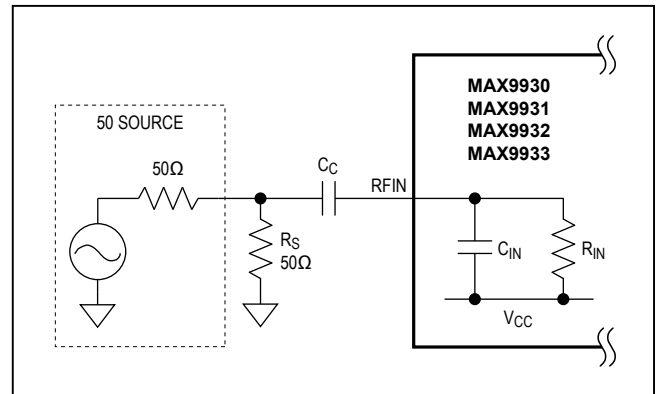 MAX9930
MAX9931
MAX9932
MAX9933
50 SOURCE
50Ω
CC
RFIN
RS
50Ω
CIN
RIN
VCC